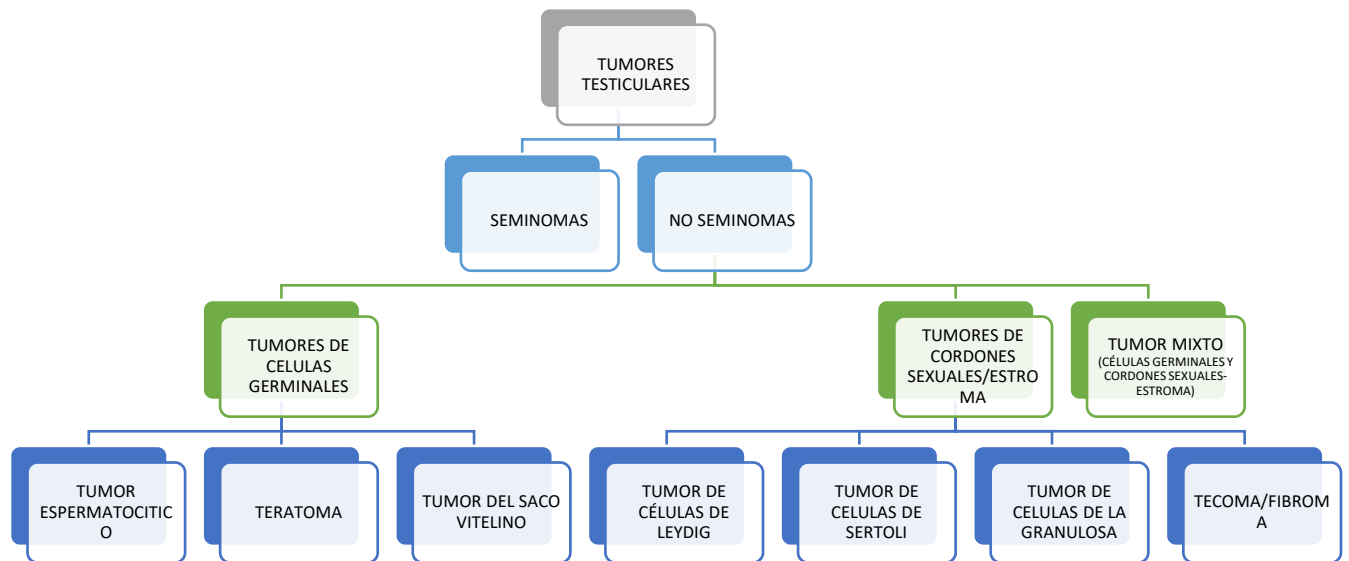 TUMORES
TESTICULARES
SEMINOMAS
NO SEMINOMAS
TUMORES DE
CELULAS
GERMINALES
TUMORES DE
CORDONES
SEXUALES/ESTRO
MA
TUMOR MIXTO
(CÉLULAS GERMINALES Y
CORDONES SEXUALES-
ESTROMA)
TUMOR
ESPERMATOCITIC
O
TERATOMA
TUMOR DEL SACO
VITELINO
TUMOR DE
CÉLULAS DE
LEYDIG
TUMOR DE
CELULAS DE
SERTOLI
TUMOR DE
CELULAS DE LA
GRANULOSA
TECOMA/FIBROM
A